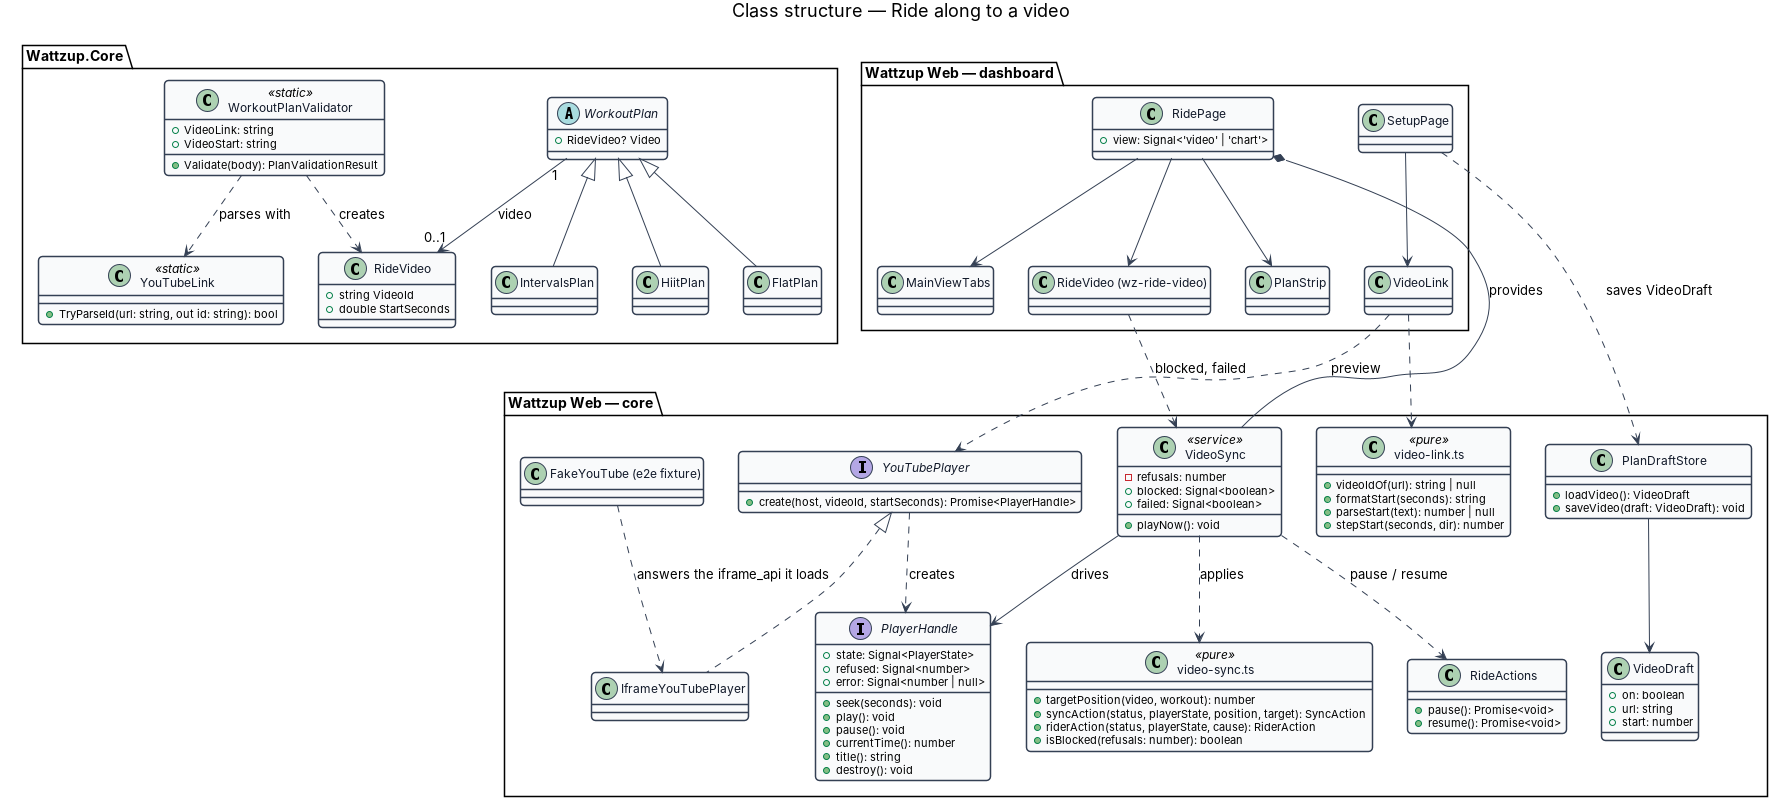 Class structure — Ride along to a video
Wattzup.Core
«static»
WorkoutPlanValidator
VideoLink: string
VideoStart: string
Validate(body): PlanValidationResult
A
WorkoutPlan
RideVideo? Video
parses with
creates
1
video
0..1
C
«static»
YouTubeLink
TryParseId(url: string, out id: string): bool
C
RideVideo
string VideoId
double StartSeconds
C IntervalsPlan
C HiitPlan
C FlatPlan
Wattzup Web — dashboard
C RidePage
view: Signal<'video' | 'chart'>
C SetupPage
C MainViewTabs
C RideVideo (wz-ride-video)
C PlanStrip
C VideoLink
provides
saves VideoDraft
blocked, failed
preview
Wattzup Web — core
C FakeYouTube (e2e fixture)
I YouTubePlayer
create(host, videoId, startSeconds): Promise<PlayerHandle>
C
«service»
VideoSync
refusals: number
blocked: Signal<boolean>
failed: Signal<boolean>
playNow(): void
C
«pure»
video-link.ts
videoIdOf(url): string | null
formatStart(seconds): string
parseStart(text): number | null
stepStart(seconds, dir): number
C PlanDraftStore
loadVideo(): VideoDraft
saveVideo(draft: VideoDraft): void
answers the iframe_api it loads
creates
drives
applies
pause / resume
C IframeYouTubePlayer
I PlayerHandle
state: Signal<PlayerState>
refused: Signal<number>
error: Signal<number | null>
seek(seconds): void
play(): void
pause(): void
currentTime(): number
title(): string
destroy(): void
C
«pure»
video-sync.ts
targetPosition(video, workout): number
syncAction(status, playerState, position, target): SyncAction
riderAction(status, playerState, cause): RiderAction
isBlocked(refusals: number): boolean
C RideActions
pause(): Promise<void>
resume(): Promise<void>
C VideoDraft
on: boolean
url: string
start: number